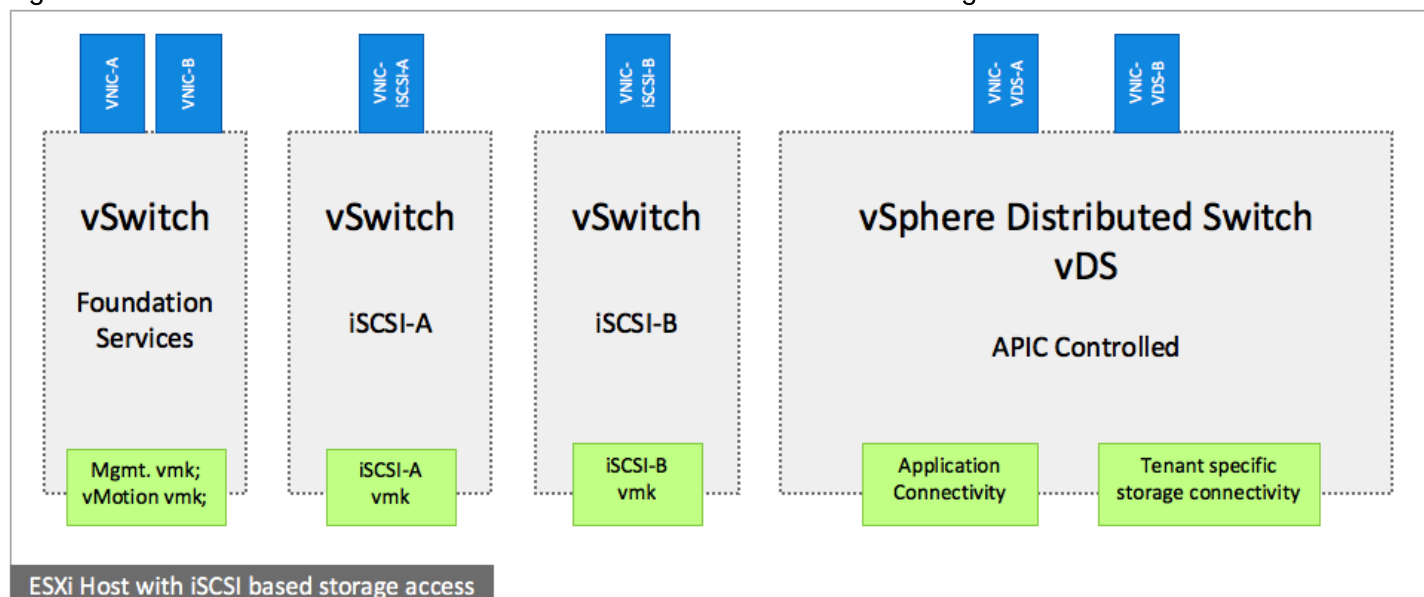 VNIC-A
VNIC-B
VNIC-
iSCSI-A
VNIC-
iSCSI-B
VNIC-
VDS-A
VNIC-
VDS-B
vSwitch
Foundation
Services
Mgmt. vmk;
vMotion vmk;
vSwitch
iSCSI-A
iSCSI-A
vmk
vSwitch
iSCSI-B
iSCSI-B
vmk
vSphere Distributed Switch
vDS
APIC Controlled
Application
Connectivity
Tenant specific
storage connectivity
ESXi Host with iSCSI based storage access